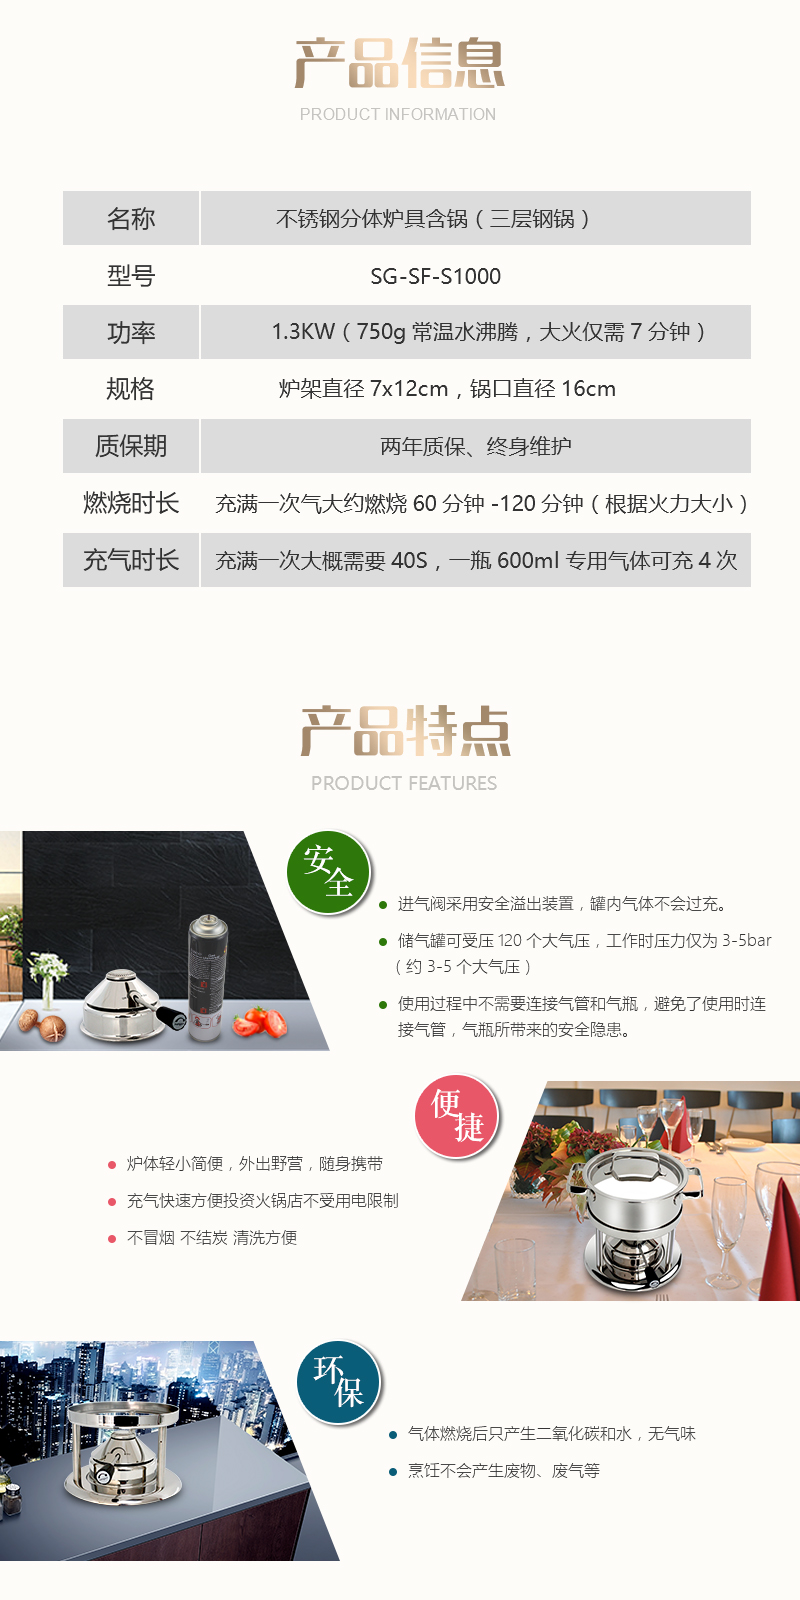 产品信息
PRODUCT INFORMATION
名称 不锈钢分体炉具含锅（三层钢锅）
型号 SG-SF-S1000
功率 1.3KW（750g 常温水沸腾，大火仅需 7 分钟）
规格 炉架直径 7x12cm，锅口直径 16cm
质保期 两年质保、终身维护
燃烧时长 充满一次气大约燃烧 60 分钟 -120 分钟（根据火力大小）
充气时长 充满一次大概需要 40S，一瓶 600ml 专用气体可充 4 次
产品特点
PRODUCT FEATURES
安全
进气阀采用安全溢出装置，罐内气体不会过充。
储气罐可受压 120 个大气压，工作时压力仅为 3-5bar
（约 3-5 个大气压）
使用过程中不需要连接气管和气瓶，避免了使用时连
接气管，气瓶所带来的安全隐患。
便捷
炉体轻小简便，外出野营，随身携带
充气快速方便投资火锅店不受用电限制
不冒烟 不结炭 清洗方便
环保
气体燃烧后只产生二氧化碳和水，无气味
烹饪不会产生废物、废气等